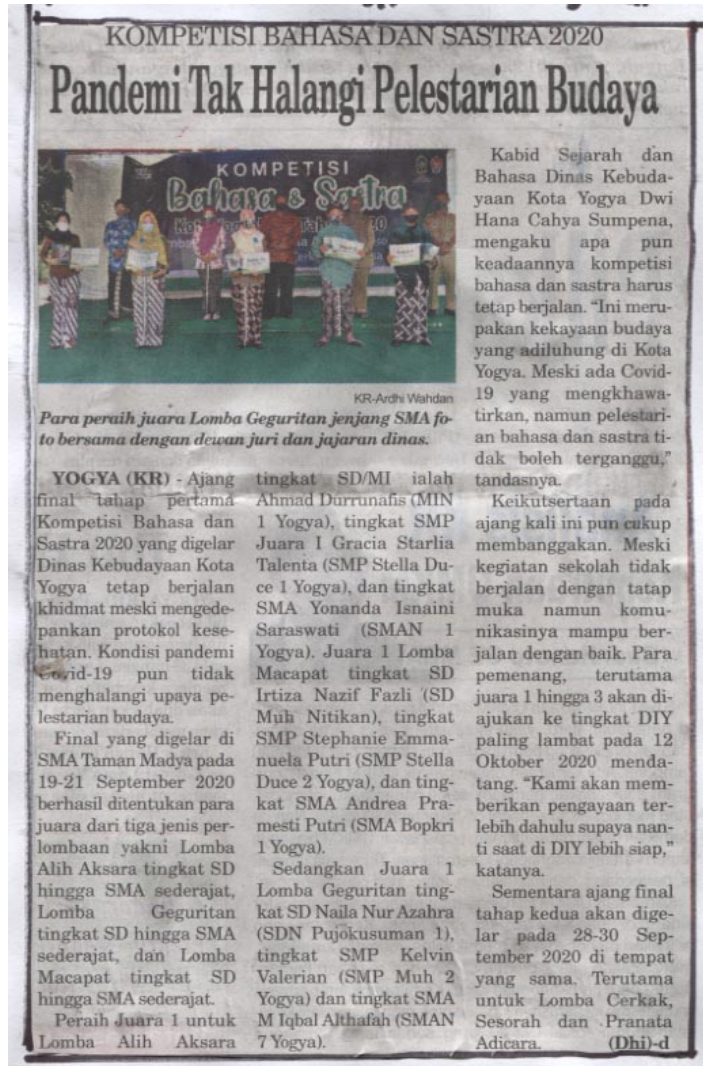 KOMPETISI BAHASA DAN SASTRA 2020
Pandemi Tak Halangi Pelestarian Budaya
KOMPETISI
Bahasa & Sastra
KR-Ardhi Wahdan
Para peraih juara Lomba Geguritan jenjang SMA fo-
to bersama dengan dewan juri dan jajaran dinas.
YOGYA (KR) - Ajang
final tahap pertama
Kompetisi Bahasa dan
Sastra 2020 yang digelar
Dinas Kebudayaan Kota
Yogya tetap berjalan
khidmat meski mengede-
pankan protokol kese-
hatan. Kondisi pandemi
Covid-19 pun tidak
menghalangi upaya pe-
lestarian budaya.
Final yang digelar di
SMA Taman Madya pada
19-21 September 2020
berhasil ditentukan para
juara dari tiga jenis per-
lombaan yakni Lomba
Alih Aksara tingkat SD
hingga SMA sederajat,
Lomba Geguritan
tingkat SD hingga SMA
sederajat, dan Lomba
Macapat tingkat SD
hingga SMA sederajat.
Peraih Juara 1 untuk
Lomba Alih Aksara
tingkat SD/MI ialah
Ahmad Durrunafis (MIN
1 Yogya), tingkat SMP
Juara I Gracia Starlia
Talenta (SMP Stella Du-
ce 1 Yogya), dan tingkat
SMA Yonanda Isnaini
Saraswati (SMAN 1
Yogya). Juara 1 Lomba
Macapat tingkat SD
Irtiza Nazif Fazli (SD
Muh Nitikan), tingkat
SMP Stephanie Emma-
nuela Putri (SMP Stella
Duce 2 Yogya), dan ting-
kat SMA Andrea Pra-
mesti Putri (SMA Bopkri
1 Yogya).
Sedangkan Juara 1
Lomba Geguritan ting-
kat SD Naila Nur Azahra
(SDN Pujokusuman 1),
tingkat SMP Kelvin
Valerian (SMP Muh 2
Yogya) dan tingkat SMA
M Iqbal Althafah (SMAN
7 Yogya).
Kabid Sejarah dan
Bahasa Dinas Kebuda-
yaan Kota Yogya Dwi
Hana Cahya Sumpena,
mengaku apa pun
keadaannya kompetisi
bahasa dan sastra harus
tetap berjalan. "Ini meru-
pakan kekayaan budaya
yang adiluhung di Kota
Yogya. Meski ada Covid-
19 yang mengkhawa-
tirkan, namun pelestari-
an bahasa dan sastra ti-
dak boleh terganggu,"
tandasnya.
Keikutsertaan pada
ajang kali ini pun cukup
membanggakan. Meski
kegiatan sekolah tidak
berjalan dengan tatap
muka namun komu-
nikasinya mampu ber-
jalan dengan baik. Para
pemenang, terutama
juara 1 hingga 3 akan di-
ajukan ke tingkat DIY
paling lambat pada 12
Oktober 2020 menda-
tang. "Kami akan mem-
berikan pengayaan ter-
lebih dahulu supaya nan-
ti saat di DIY lebih siap,"
katanya.
Sementara ajang final
tahap kedua akan dige-
lar pada 28-30 Sep-
tember 2020 di tempat
yang sama. Terutama
untuk Lomba Cerkak,
Sesorah dan Pranata
Adicara. (Dhi)-d